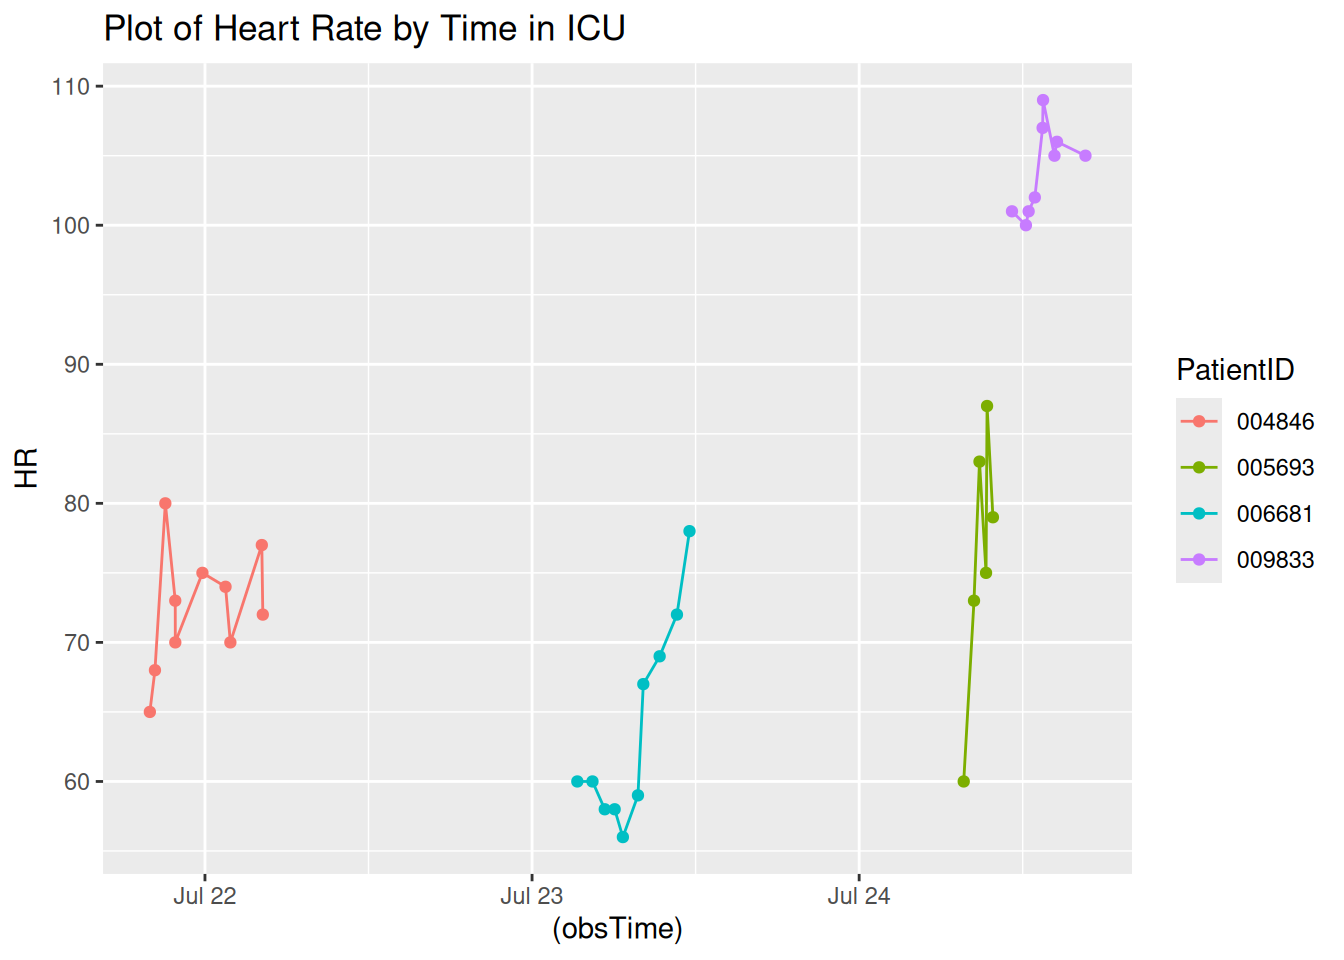 Plot of Heart Rate by Time in ICU
110
100
90
80
70
60
HR
Jul 22 Jul 23 Jul 24
(obsTime)
PatientID
004846
005693
006681
009833